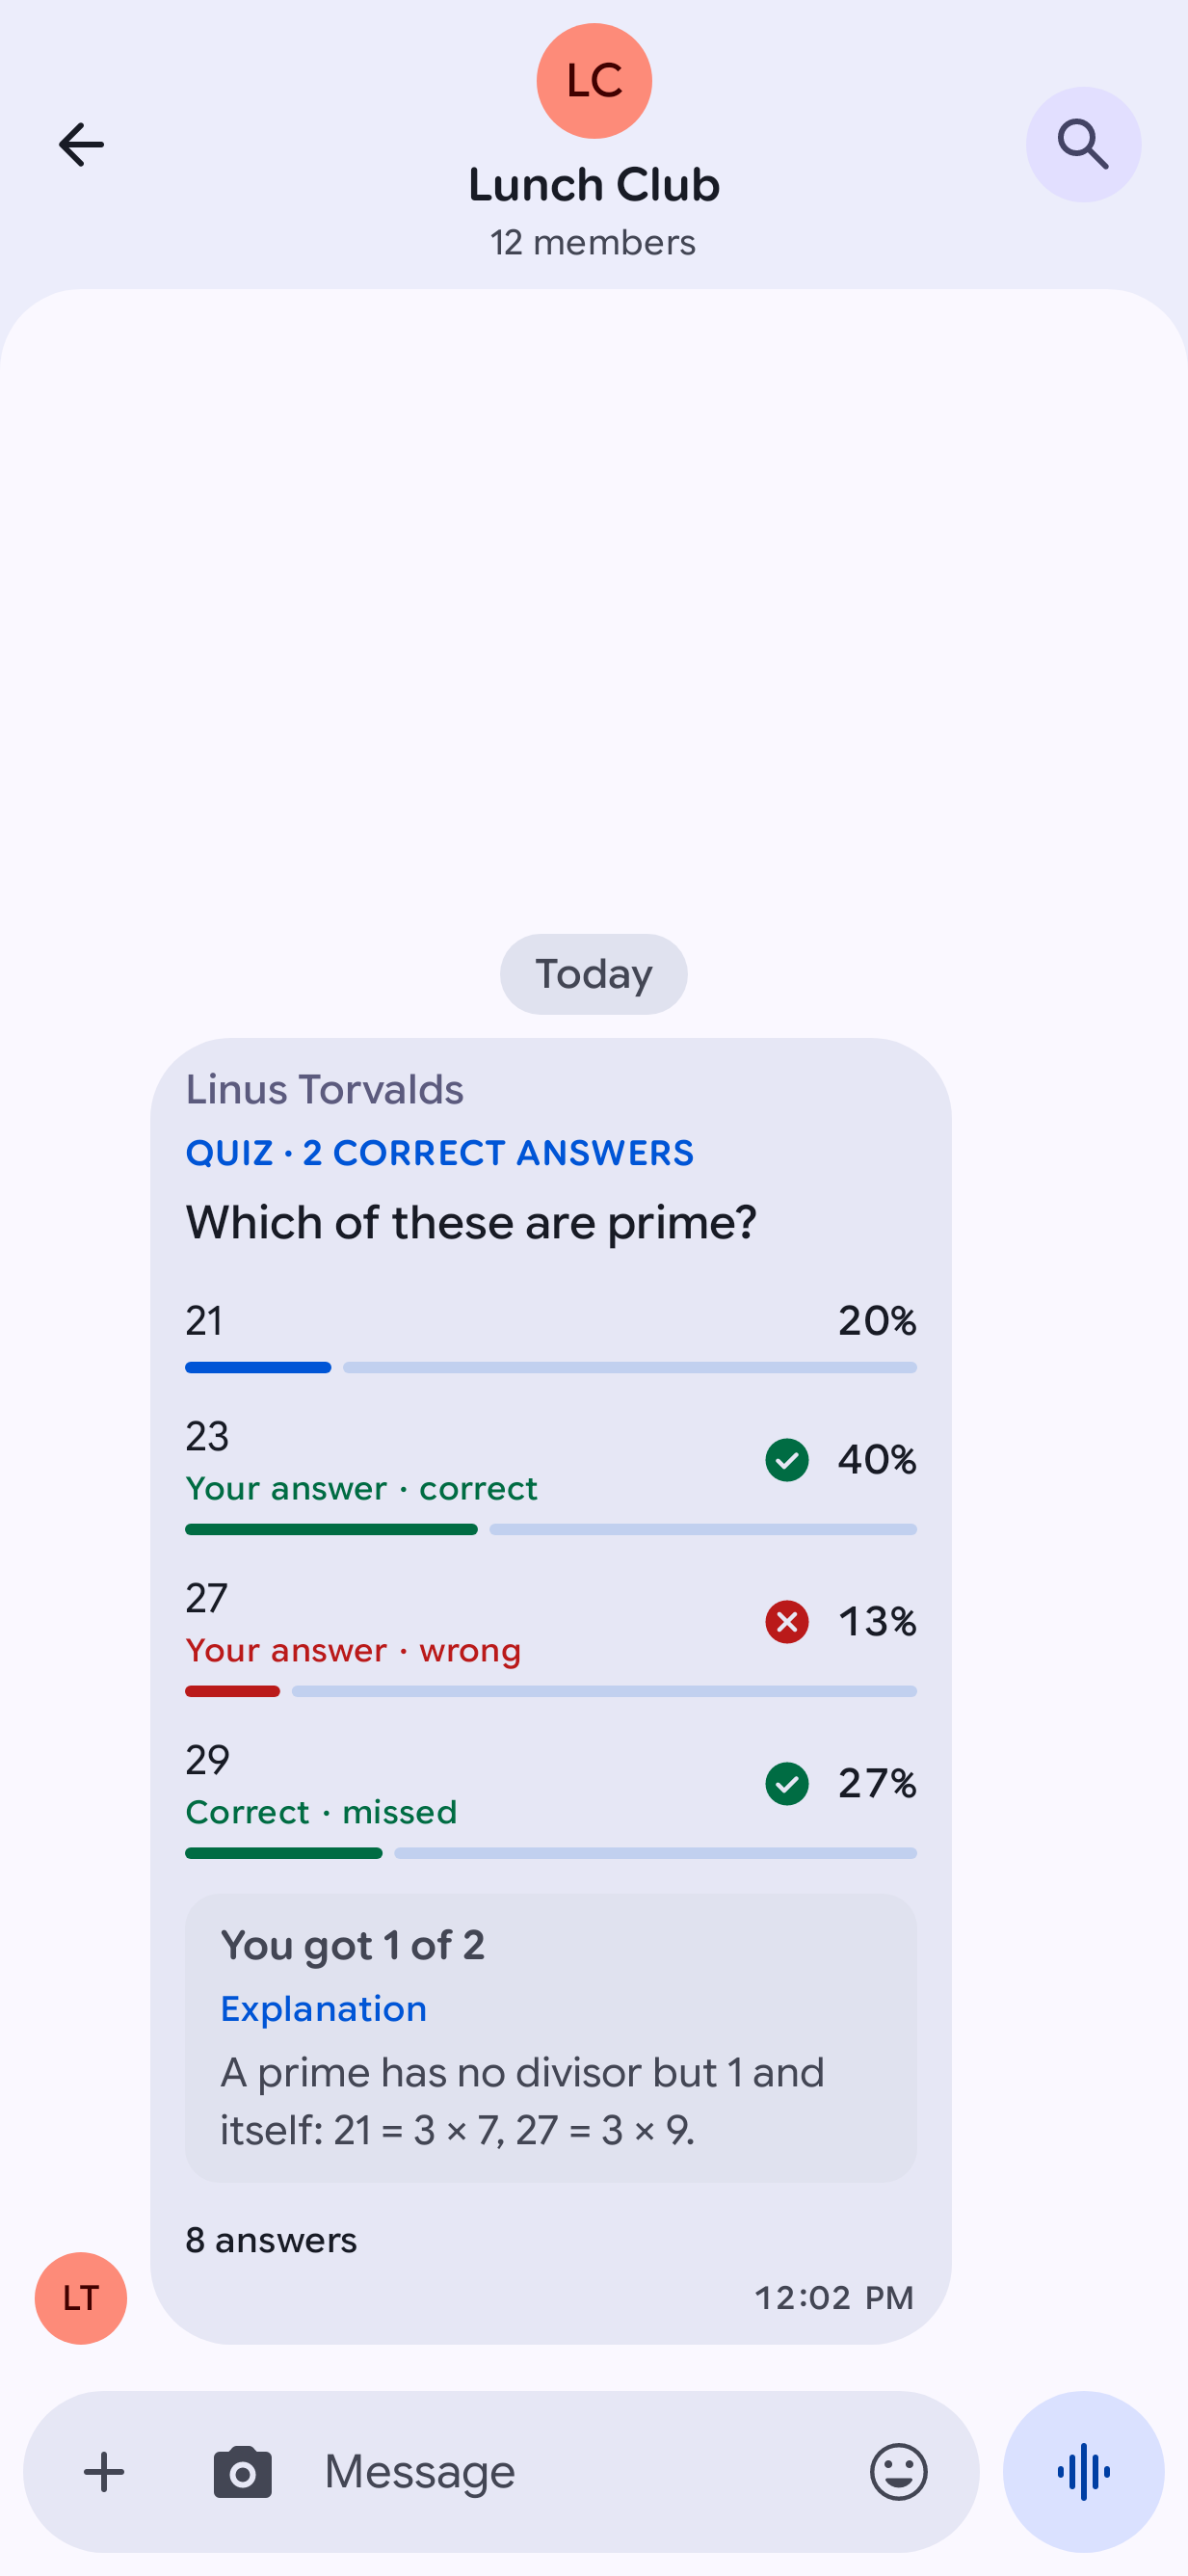 LC
Lunch Club
12 members
Today
Linus Torvalds
QUIZ · 2 CORRECT ANSWERS
Which of these are prime?
21 20%
23
Your answer · correct
40%
27
Your answer · wrong
13%
29
Correct · missed
27%
You got 1 of 2
Explanation
A prime has no divisor but 1 and
itself: 21 = 3 × 7, 27 = 3 × 9.
8 answers
LT
12:02 PM
Message